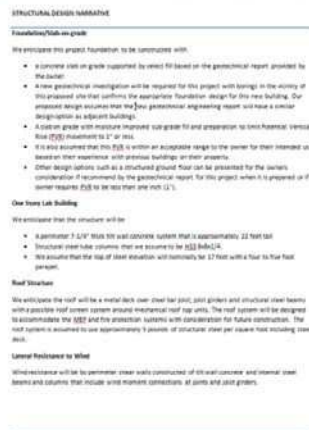 STRUCTURAL DESIGN NARRATIVE
Foundation/Slab-on-grade
We anticipate this project foundation to be constructed with:
• a concrete slab on grade supported by select fill based on the geotechnical report provided by
the owner
• A new geotechnical investigation will be required for this project with borings in the vicinity of
this proposed site that confirms the appropriate foundation design for this new building. Our
proposed design assumes that the new geotechnical engineering report will have a similar
design option as adjacent buildings
• A slab on grade with moisture improved sub-grade fill and preparation to limit Potential Vertical
Rise (PVR) movement to 1" or less
• It is also assumed that this PVR is within an acceptable range to the owner for their intended use
based on their experience with previous buildings on their property.
• Other design options such as a structured ground floor can be presented for the owners
consideration if recommend by the geotechnical report for this project when it is prepared or if
owner requires PVR to be less than one inch (1").
One Story Lab Building
We anticipate that the structure will be
• A perimeter 7-1/4" thick tilt wall concrete system that is approximately 22 feet tall
• Structural steel tube columns that we assume to be HSS 8x8x1/4.
• We assume that the top of steel elevation will nominally be 17 feet with a four to five foot
parapet.
Roof Structure
We anticipate the roof will be a metal deck over steel bar joist, joist girders and structural steel beams
with a possible roof screen system around mechanical roof top units. The roof system will be designed
to accommodate the MEP and fire protection systems with consideration for future construction. The
roof system is assumed to use approximately 9 pounds of structural steel per square foot including steel
deck.
Lateral Resistance to Wind
Wind resistance will be by perimeter shear walls constructed of tilt wall concrete and internal steel
beams and columns that include wind moment connections at joists and joist girders.